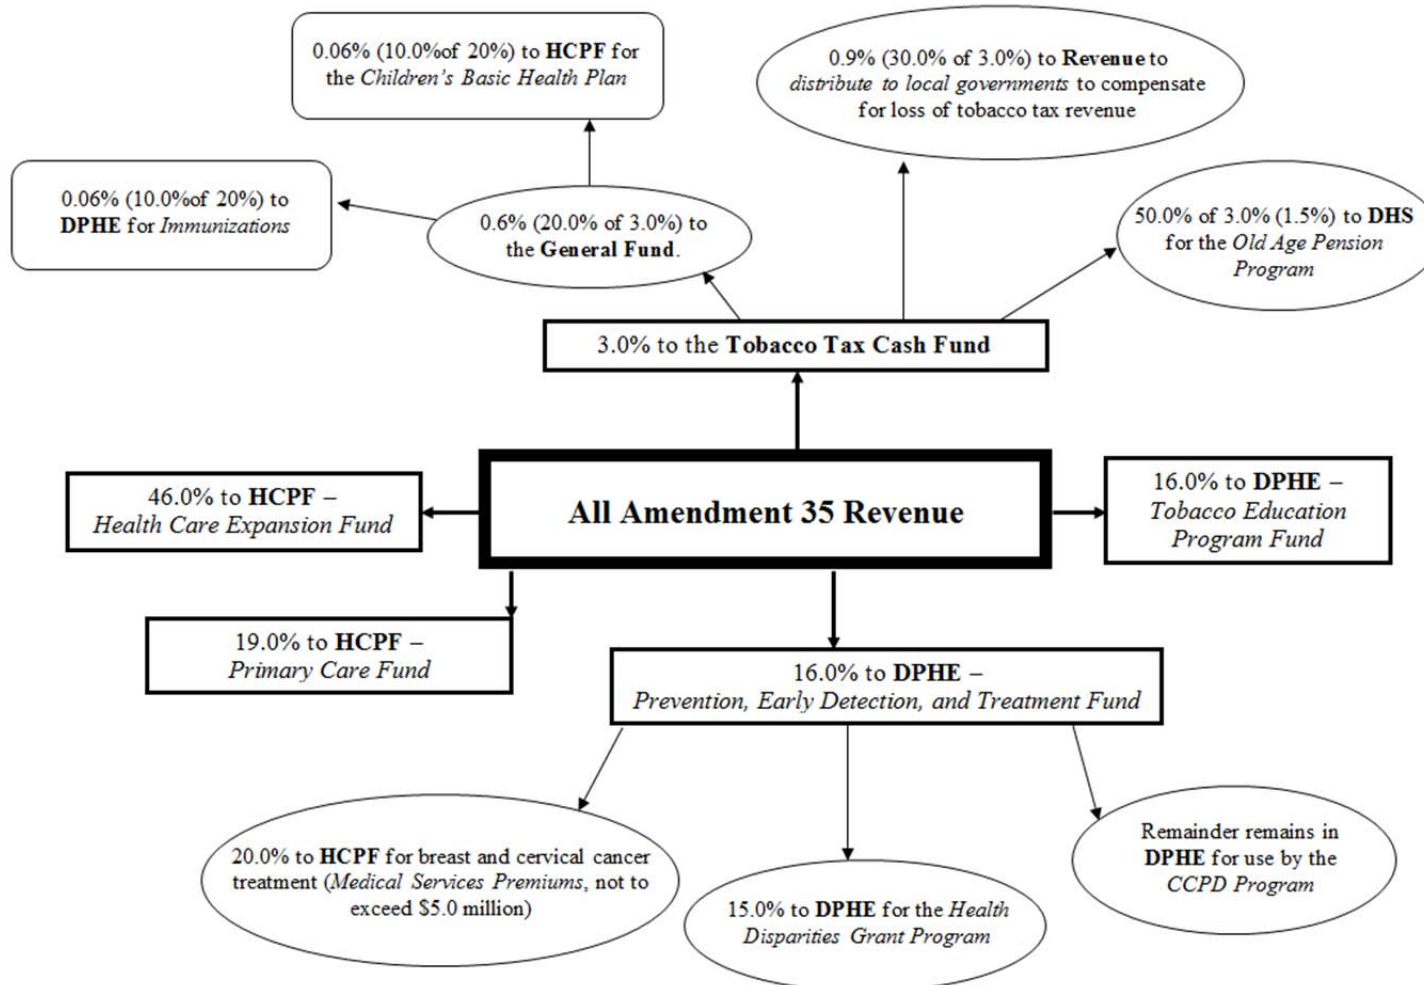 0.06% (10.0%of 20%) to HCPF for
the Children's Basic Health Plan
0.9% (30.0% of 3.0%) to Revenue to
distribute to local governments to compensate
for loss of tobacco tax revenue
0.06% (10.0%of 20%) to
DPHE for Immunizations
0.6% (20.0% of 3.0%) to
the General Fund.
50.0% of 3.0% (1.5%) to DHS
for the Old Age Pension
Program
3.0% to the Tobacco Tax Cash Fund
46.0% to HCPF –
Health Care Expansion Fund
All Amendment 35 Revenue
16.0% to DPHE –
Tobacco Education
Program Fund
19.0% to HCPF –
Primary Care Fund
16.0% to DPHE –
Prevention, Early Detection, and Treatment Fund
20.0% to HCPF for breast and cervical cancer
treatment (Medical Services Premiums, not to
exceed $5.0 million)
15.0% to DPHE for the Health
Disparities Grant Program
Remainder remains in
DPHE for use by the
CCPD Program